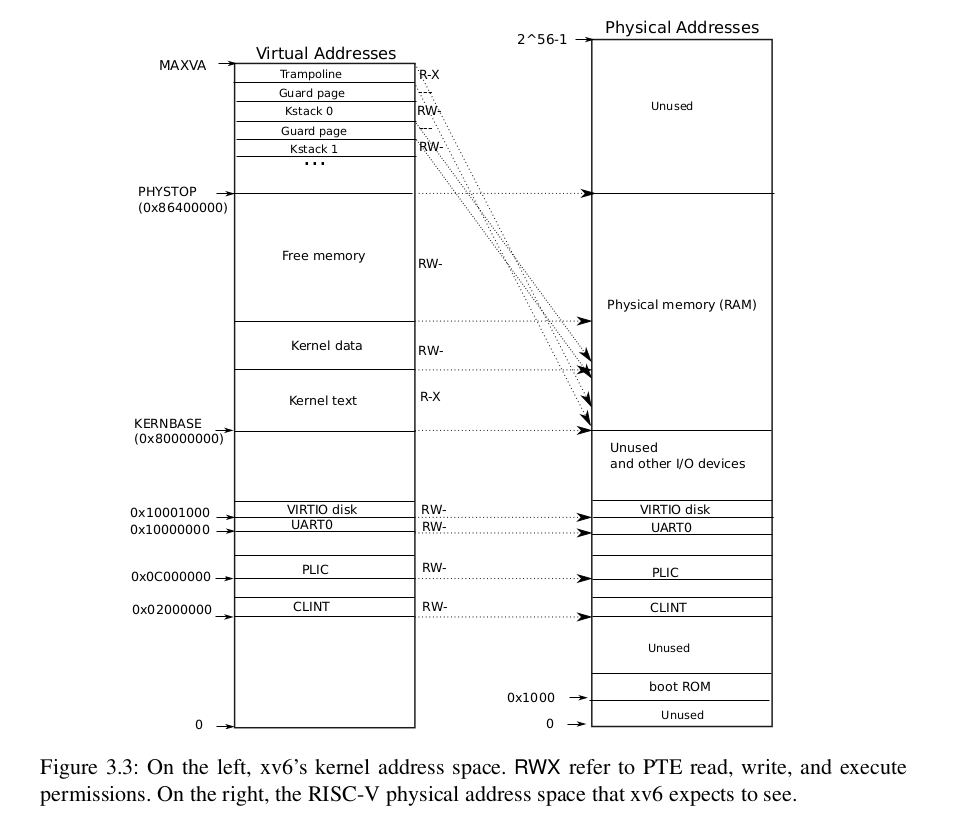 Virtual Addresses
MAXVA
Trampoline
R-X
Guard page
---
Kstack 0
RW-
Guard page
---
Kstack 1
RW-
...
PHYSTOP
(0x86400000)
Free memory
RW-
Kernel data
RW-
Kernel text
R-X
KERNBASE
(0x80000000)
0x10001000
VIRTIO disk
RW-
0x10000000
UART0
RW-
0x0C000000
PLIC
RW-
0x02000000
CLINT
RW-
0
Physical Addresses
2^56-1
Unused
Physical memory (RAM)
Unused
and other I/O devices
VIRTIO disk
UART0
PLIC
CLINT
Unused
boot ROM
0x1000
Unused
0
Figure 3.3: On the left, xv6's kernel address space. RWX refer to PTE read, write, and execute
permissions. On the right, the RISC-V physical address space that xv6 expects to see.